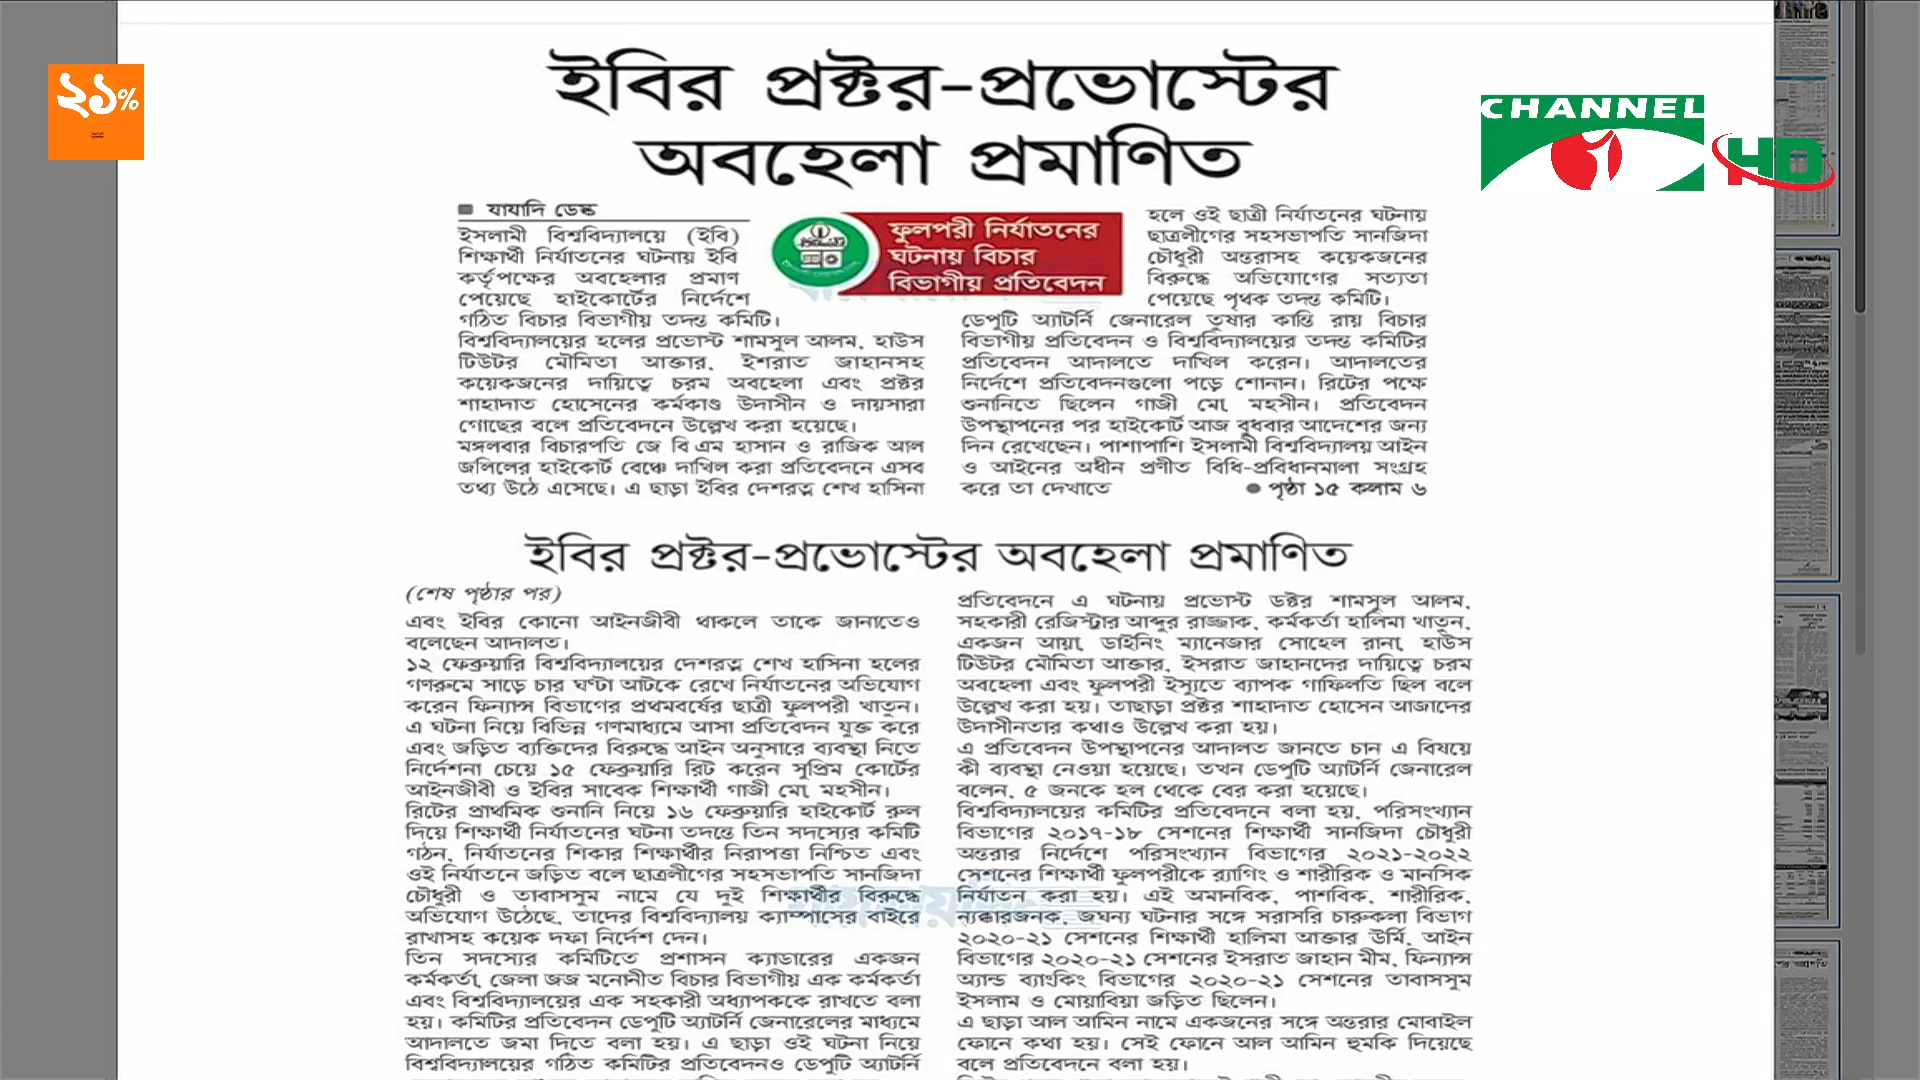 ২১%
CHANNEL
HD
ইবির প্রক্টর-প্রভোস্টের
অবহেলা প্রমাণিত
যাযাদি ডেস্ক
ইসলামী বিশ্ববিদ্যালয়ে (ইবি)
শিক্ষার্থী নির্যাতনের ঘটনায় ইবি
কর্তৃপক্ষের অবহেলার প্রমাণ
পেয়েছে হাইকোর্টের নির্দেশে
গঠিত বিচার বিভাগীয় তদন্ত কমিটি।
বিশ্ববিদ্যালয়ের হলের প্রভোস্ট শামসুল আলম, হাউস
টিউটর মৌমিতা আক্তার, ইশরাত জাহানসহ
কয়েকজনের দায়িত্বে চরম অবহেলা এবং প্রক্টর
শাহাদাত হোসেনের কর্মকাণ্ড উদাসীন ও দায়সারা
গোছের বলে প্রতিবেদনে উল্লেখ করা হয়েছে।
মঙ্গলবার বিচারপতি জে বি এম হাসান ও রাজিক আল
জলিলের হাইকোর্ট বেঞ্চে দাখিল করা প্রতিবেদনে এসব
তথ্য উঠে এসেছে। এ ছাড়া ইবির দেশরত্ন শেখ হাসিনা
ফুলপরী নির্যাতনের
ঘটনায় বিচার
বিভাগীয় প্রতিবেদন
হলে ওই ছাত্রী নির্যাতনের ঘটনায়
ছাত্রলীগের সহসভাপতি সানজিদা
চৌধুরী অন্তরাসহ কয়েকজনের
বিরুদ্ধে অভিযোগের সত্যতা
পেয়েছে পৃথক তদন্ত কমিটি।
ডেপুটি অ্যাটর্নি জেনারেল তুষার কান্তি রায় বিচার
বিভাগীয় প্রতিবেদন ও বিশ্ববিদ্যালয়ের তদন্ত কমিটির
প্রতিবেদন আদালতে দাখিল করেন। আদালতের
নির্দেশে প্রতিবেদনগুলো পড়ে শোনান। রিটের পক্ষে
শুনানিতে ছিলেন গাজী মো. মহসীন। প্রতিবেদন
উপস্থাপনের পর হাইকোর্ট আজ বুধবার আদেশের জন্য
দিন রেখেছেন। পাশাপাশি ইসলামী বিশ্ববিদ্যালয় আইন
ও আইনের অধীন প্রণীত বিধি-প্রবিধানমালা সংগ্রহ
করে তা দেখাতে ● পৃষ্ঠা ১৫ কলাম ৬
ইবির প্রক্টর-প্রভোস্টের অবহেলা প্রমাণিত
(শেষ পৃষ্ঠার পর)
এবং ইবির কোনো আইনজীবী থাকলে তাকে জানাতেও
বলেছেন আদালত।
১২ ফেব্রুয়ারি বিশ্ববিদ্যালয়ের দেশরত্ন শেখ হাসিনা হলের
গণরুমে সাড়ে চার ঘণ্টা আটকে রেখে নির্যাতনের অভিযোগ
করেন ফিন্যান্স বিভাগের প্রথমবর্ষের ছাত্রী ফুলপরী খাতুন।
এ ঘটনা নিয়ে বিভিন্ন গণমাধ্যমে আসা প্রতিবেদন যুক্ত করে
এবং জড়িত ব্যক্তিদের বিরুদ্ধে আইন অনুসারে ব্যবস্থা নিতে
নির্দেশনা চেয়ে ১৫ ফেব্রুয়ারি রিট করেন সুপ্রিম কোর্টের
আইনজীবী ও ইবির সাবেক শিক্ষার্থী গাজী মো. মহসীন।
রিটের প্রাথমিক শুনানি নিয়ে ১৬ ফেব্রুয়ারি হাইকোর্ট রুল
দিয়ে শিক্ষার্থী নির্যাতনের ঘটনা তদন্তে তিন সদস্যের কমিটি
গঠন, নির্যাতনের শিকার শিক্ষার্থীর নিরাপত্তা নিশ্চিত এবং
ওই নির্যাতনে জড়িত বলে ছাত্রলীগের সহসভাপতি সানজিদা
চৌধুরী ও তাবাসসুম নামে যে দুই শিক্ষার্থীর বিরুদ্ধে
অভিযোগ উঠেছে, তাদের বিশ্ববিদ্যালয় ক্যাম্পাসের বাইরে
রাখাসহ কয়েক দফা নির্দেশ দেন।
তিন সদস্যের কমিটিতে প্রশাসন ক্যাডারের একজন
কর্মকর্তা, জেলা জজ মনোনীত বিচার বিভাগীয় এক কর্মকর্তা
এবং বিশ্ববিদ্যালয়ের এক সহকারী অধ্যাপককে রাখতে বলা
হয়। কমিটির প্রতিবেদন ডেপুটি অ্যাটর্নি জেনারেলের মাধ্যমে
আদালতে জমা দিতে বলা হয়। এ ছাড়া ওই ঘটনা নিয়ে
বিশ্ববিদ্যালয়ের গঠিত কমিটির প্রতিবেদনও ডেপুটি অ্যাটর্নি
প্রতিবেদনে এ ঘটনায় প্রভোস্ট ডক্টর শামসুল আলম,
সহকারী রেজিস্ট্রার আব্দুর রাজ্জাক, কর্মকর্তা হালিমা খাতুন,
একজন আয়া, ডাইনিং ম্যানেজার সোহেল রানা, হাউস
টিউটর মৌমিতা আক্তার, ইসরাত জাহানদের দায়িত্বে চরম
অবহেলা এবং ফুলপরী ইস্যুতে ব্যাপক গাফিলতি ছিল বলে
উল্লেখ করা হয়। তাছাড়া প্রক্টর শাহাদাত হোসেন আজাদের
উদাসীনতার কথাও উল্লেখ করা হয়।
এ প্রতিবেদন উপস্থাপনের আদালত জানতে চান এ বিষয়ে
কী ব্যবস্থা নেওয়া হয়েছে। তখন ডেপুটি অ্যাটর্নি জেনারেল
বলেন, ৫ জনকে হল থেকে বের করা হয়েছে।
বিশ্ববিদ্যালয়ের কমিটির প্রতিবেদনে বলা হয়, পরিসংখ্যান
বিভাগের ২০১৭-১৮ সেশনের শিক্ষার্থী সানজিদা চৌধুরী
অন্তরার নির্দেশে পরিসংখ্যান বিভাগের ২০২১-২০২২
সেশনের শিক্ষার্থী ফুলপরীকে র‌্যাগিং ও শারীরিক ও মানসিক
নির্যাতন করা হয়। এই অমানবিক, পাশবিক, শারীরিক,
ন্যক্কারজনক, জঘন্য ঘটনার সঙ্গে সরাসরি চারুকলা বিভাগ
২০২০-২১ সেশনের শিক্ষার্থী হালিমা আক্তার উর্মি, আইন
বিভাগের ২০২০-২১ সেশনের ইসরাত জাহান মীম, ফিন্যান্স
অ্যান্ড ব্যাংকিং বিভাগের ২০২০-২১ সেশনের তাবাসসুম
ইসলাম ও মোয়াবিয়া জড়িত ছিলেন।
এ ছাড়া আল আমিন নামে একজনের সঙ্গে অন্তরার মোবাইল
ফোনে কথা হয়। সেই ফোনে আল আমিন হুমকি দিয়েছে
বলে প্রতিবেদনে বলা হয়।